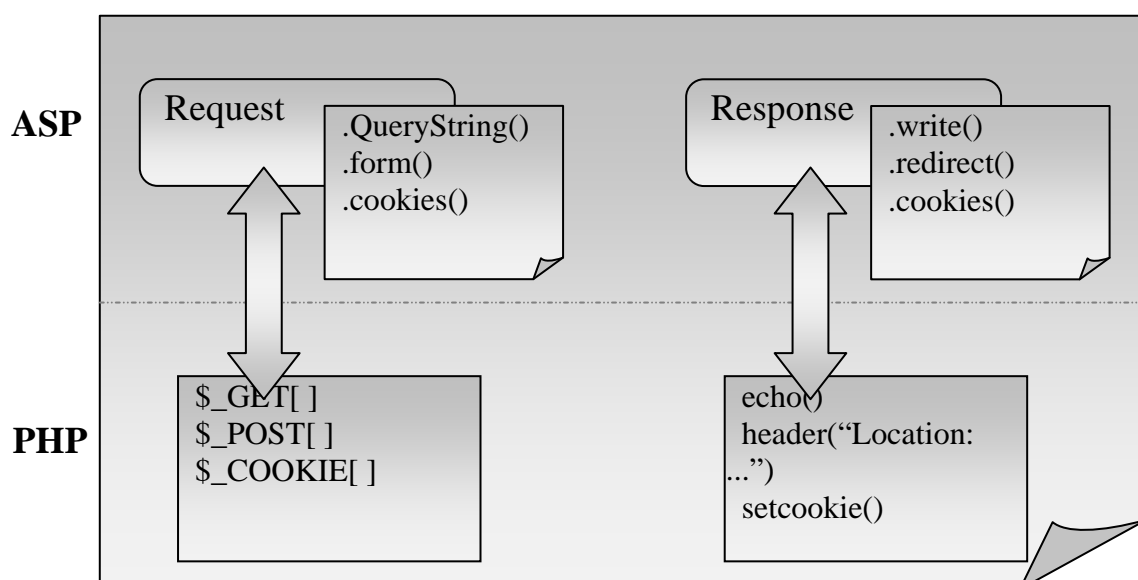 ASP
Request
.QueryString()
.form()
.cookies()
Response
.write()
.redirect()
.cookies()
PHP
$_GET[ ]
$_POST[ ]
$_COOKIE[ ]
echo()
header(“Location:
...”)
setcookie()